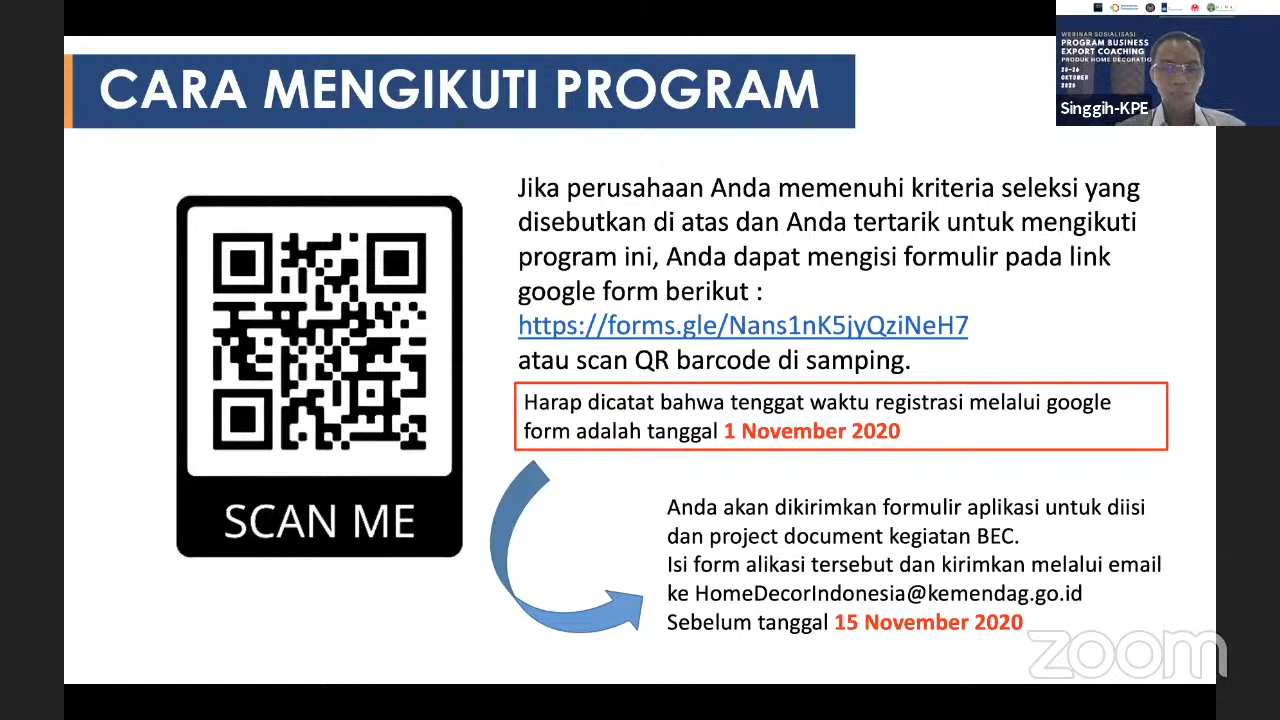 CARA MENGIKUTI PROGRAM
WEBINAR SOSIALISASI
PROGRAM BUSINESS
EXPORT COACHING
PRODUK HOME DECORATIO
20-26
OKTOBER
2020
Singgih-KPE
Jika perusahaan Anda memenuhi kriteria seleksi yang
disebutkan di atas dan Anda tertarik untuk mengikuti
program ini, Anda dapat mengisi formulir pada link
google form berikut :
https://forms.gle/Nans1nK5jyQziNeH7
atau scan QR barcode di samping.
SCAN ME
Harap dicatat bahwa tenggat waktu registrasi melalui google
form adalah tanggal 1 November 2020
Anda akan dikirimkan formulir aplikasi untuk diisi
dan project document kegiatan BEC.
Isi form alikasi tersebut dan kirimkan melalui email
ke HomeDecorIndonesia@kemendag.go.id
Sebelum tanggal 15 November 2020
zoom